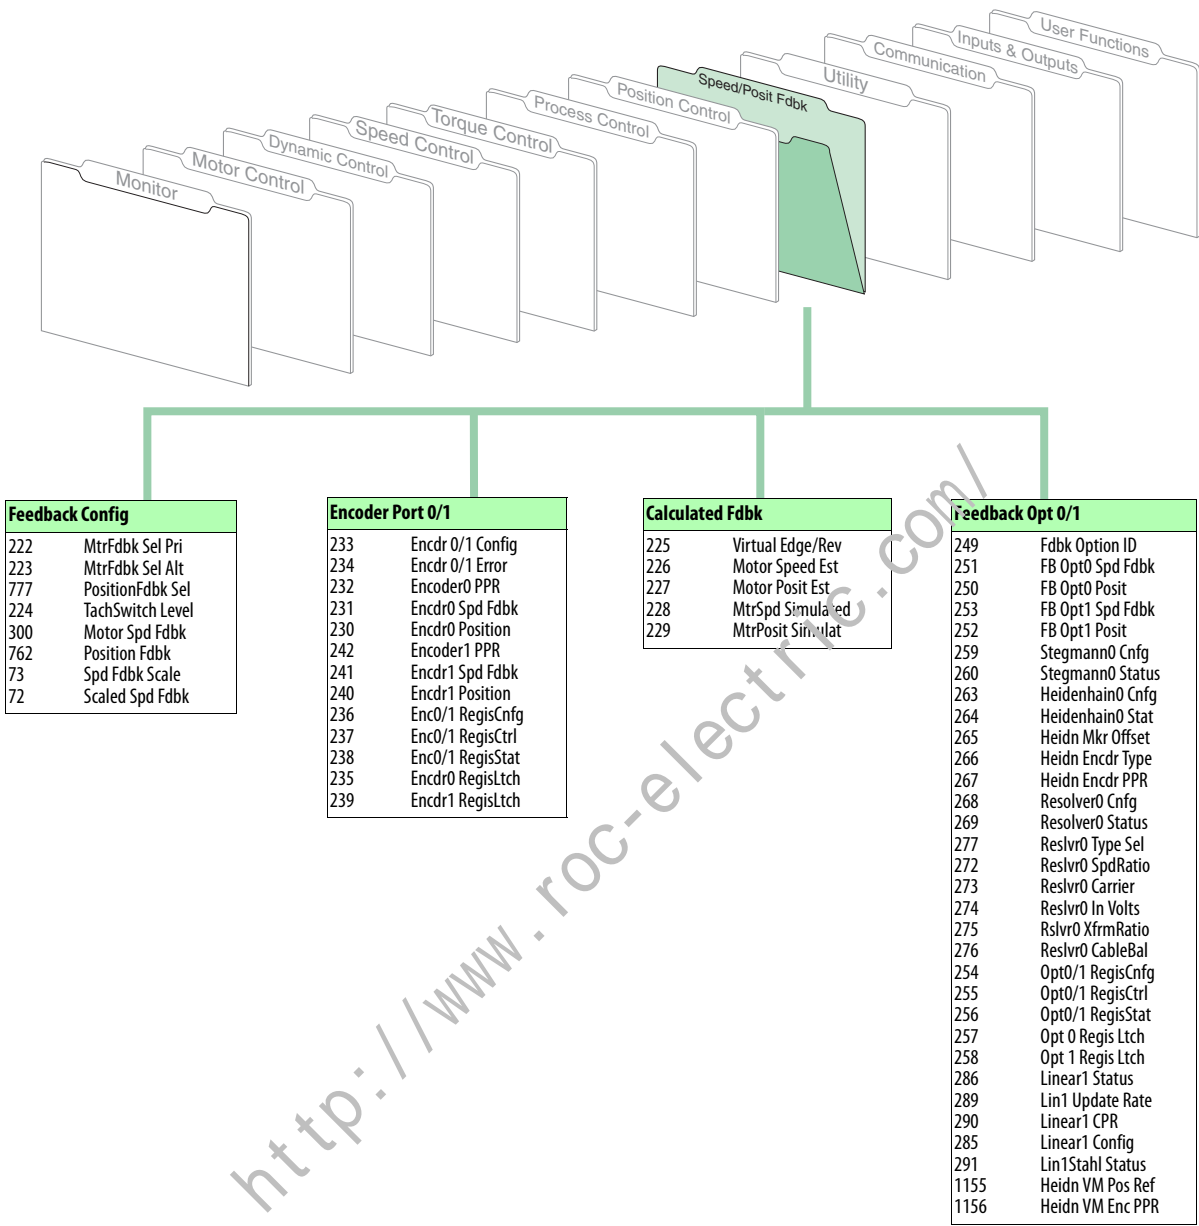 User Functions
Inputs & Outputs
Communication
Utility
Speed/Posit Fdbk
Position Control
Process Control
Torque Control
Speed Control
Dynamic Control
Motor Control
Monitor
Feedback Config
222 MtrFdbk Sel Pri
223 MtrFdbk Sel Alt
777 PositionFdbk Sel
224 TachSwitch Level
300 Motor Spd Fdbk
762 Position Fdbk
73 Spd Fdbk Scale
72 Scaled Spd Fdbk
Encoder Port 0/1
233 Encdr 0/1 Config
234 Encdr 0/1 Error
232 Encoder0 PPR
231 Encdr0 Spd Fdbk
230 Encdr0 Position
242 Encoder1 PPR
241 Encdr1 Spd Fdbk
240 Encdr1 Position
236 Enc0/1 RegisCnfg
237 Enc0/1 RegisCtrl
238 Enc0/1 RegisStat
235 Encdr0 RegisLtch
239 Encdr1 RegisLtch
Calculated Fdbk
225 Virtual Edge/Rev
226 Motor Speed Est
227 Motor Posit Est
228 MtrSpd Simulated
229 MtrPosit Simulat
Feedback Opt 0/1
249 Fdbk Option ID
251 FB Opt0 Spd Fdbk
250 FB Opt0 Posit
253 FB Opt1 Spd Fdbk
252 FB Opt1 Posit
259 Stegmann0 Cnfg
260 Stegmann0 Status
263 Heidenhain0 Cnfg
264 Heidenhain0 Stat
265 Heidn Mkr Offset
266 Heidn Encdr Type
267 Heidn Encdr PPR
268 Resolver0 Cnfg
269 Resolver0 Status
277 Reslvr0 Type Sel
272 Reslvr0 SpdRatio
273 Reslvr0 Carrier
274 Reslvr0 In Volts
275 Rslvr0 XfrmRatio
276 Reslvr0 CableBal
254 Opt0/1 RegisCnfg
255 Opt0/1 RegisCtrl
256 Opt0/1 RegisStat
257 Opt 0 Regis Ltch
258 Opt 1 Regis Ltch
286 Linear1 Status
289 Lin1 Update Rate
290 Linear1 CPR
285 Linear1 Config
291 Lin1Stahl Status
1155 Heidn VM Pos Ref
1156 Heidn VM Enc PPR
http://www.roc-electric.com/